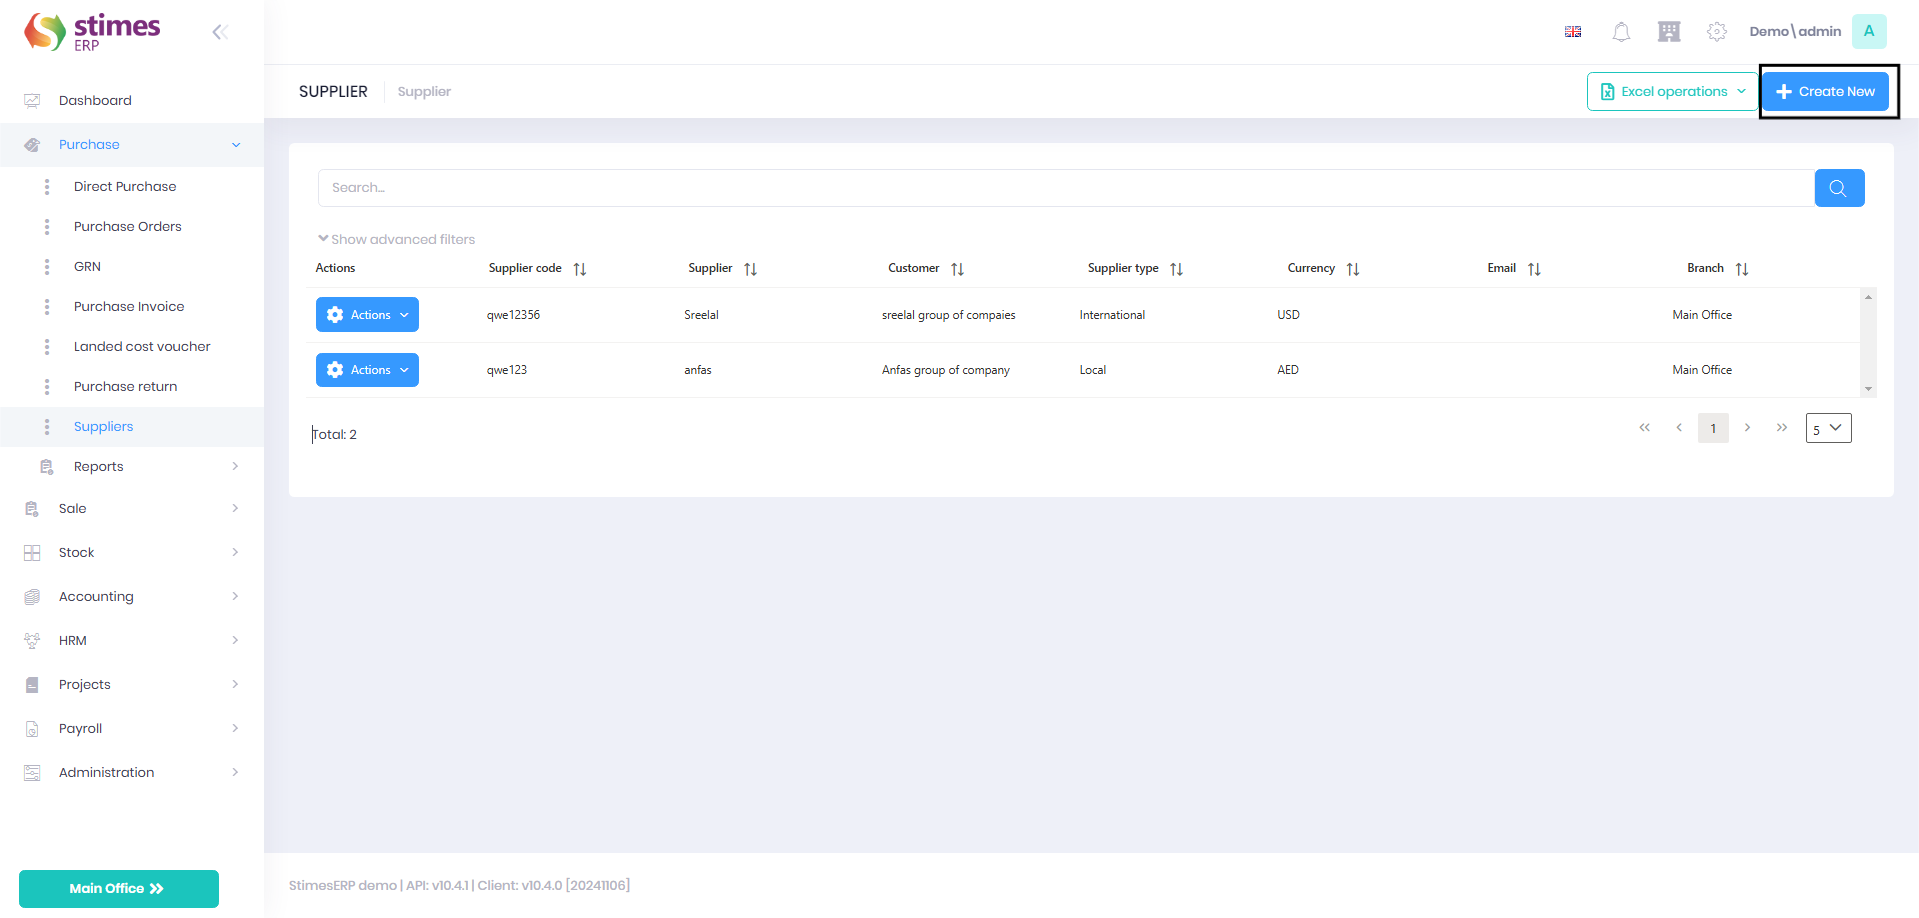 stimes
ERP
Demo\admin
A
SUPPLIER
Supplier
Excel operations
Create New
Dashboard
Purchase
Direct Purchase
Purchase Orders
GRN
Purchase Invoice
Landed cost voucher
Purchase return
Suppliers
Reports
Sale
Stock
Accounting
HRM
Projects
Payroll
Administration
Main Office
Search...
Show advanced filters
Actions Supplier code Supplier Customer Supplier type Currency Email Branch
Actions qwe12356 Sreelal sreelal group of compaies International USD Main Office
Actions qwe123 anfas Anfas group of company Local AED Main Office
Total: 2
1
5
StimesERP demo | API: v10.4.1 | Client: v10.4.0 [20241106]